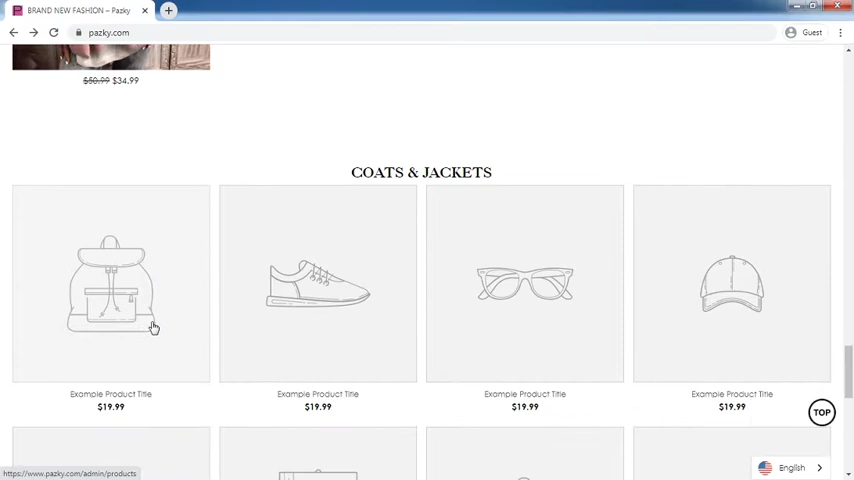 BRAND NEW FASHION – Pazky
pazky.com
Guest
$50.99 $34.99
COATS & JACKETS
Example Product Title
$19.99
Example Product Title
$19.99
Example Product Title
$19.99
Example Product Title
$19.99
TOP
English
https://www.pazky.com/admin/products